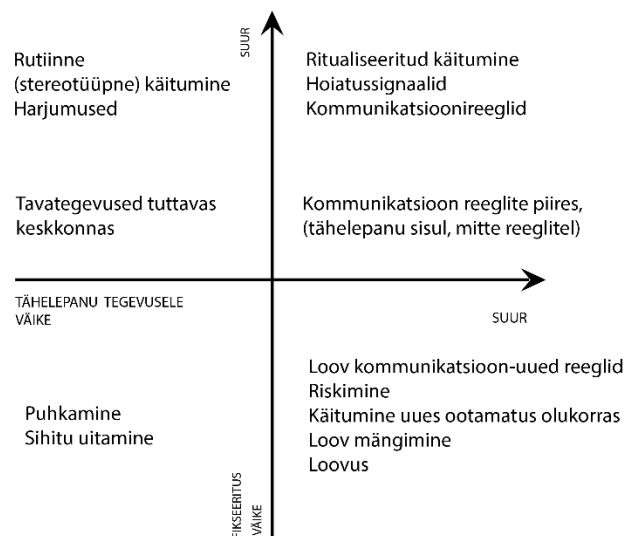 SUUR
Rutiinne
(stereotüüpne) käitumine
Harjumused
Ritualiseeritud käitumine
Hoiatussignaalid
Kommunikatsioonireeglid
Tavategevused tuttavas
keskkonnas
Kommunikatsioon reeglite piires,
(tähelepanu sisul, mitte reeglitel)
TÄHELEPANU TEGEVUSELE
VÄIKE
SUUR
Loov kommunikatsioon-uued reeglid
Riskimine
Käitumine uues ootamatus olukorras
Loov mängimine
Loovus
Puhkamine
Sihitu uitamine
FIKSEERITUS
VÄIKE